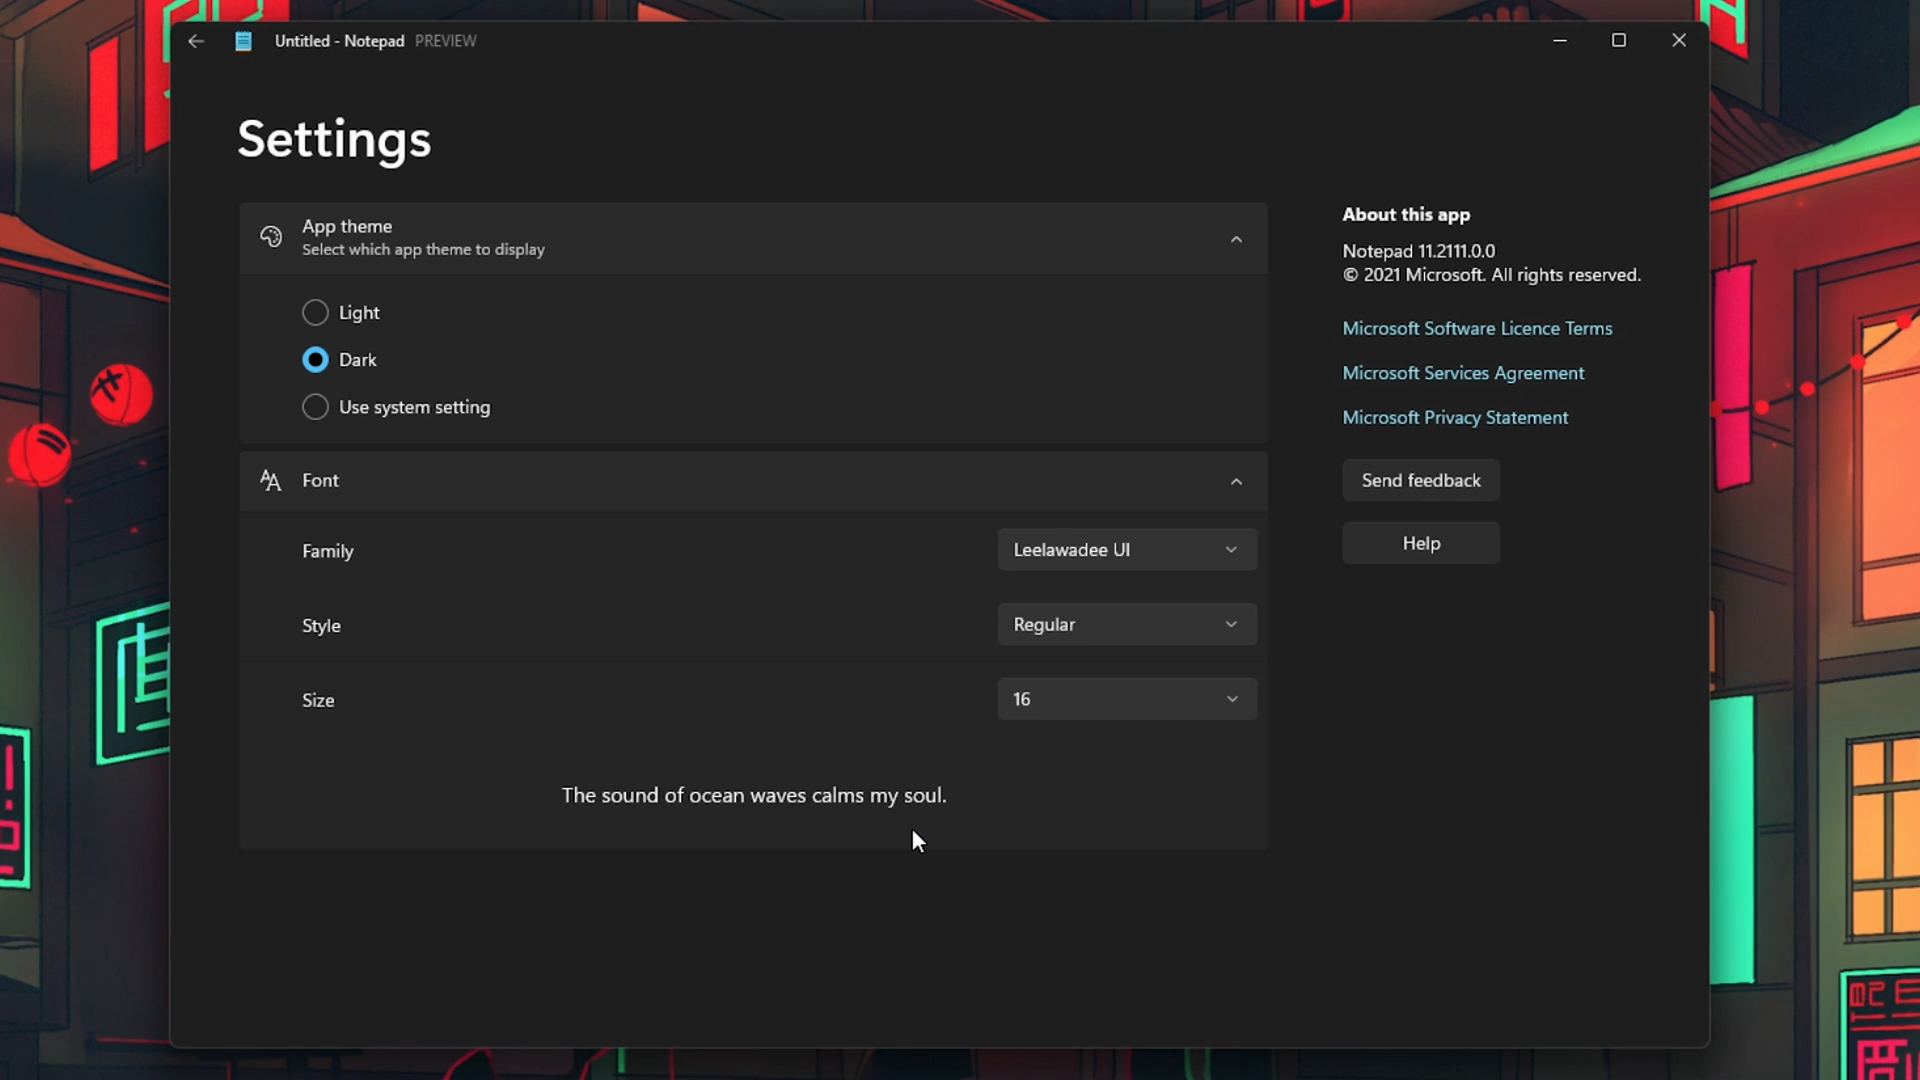 Untitled - Notepad PREVIEW
Settings
App theme
Select which app theme to display
Light
Dark
Use system setting
Font
Family
Leelawadee UI
Style
Regular
Size
16
The sound of ocean waves calms my soul.
About this app
Notepad 11.2111.0.0
© 2021 Microsoft. All rights reserved.
Microsoft Software Licence Terms
Microsoft Services Agreement
Microsoft Privacy Statement
Send feedback
Help